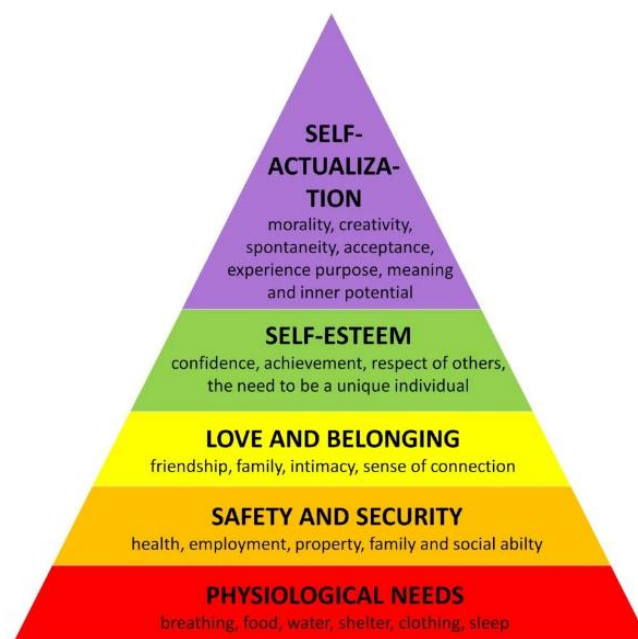 SELF-
ACTUALIZA-
TION
morality, creativity,
spontaneity, acceptance,
experience purpose, meaning
and inner potential
SELF-ESTEEM
confidence, achievement, respect of others,
the need to be a unique individual
LOVE AND BELONGING
friendship, family, intimacy, sense of connection
SAFETY AND SECURITY
health, employment, property, family and social abilty
PHYSIOLOGICAL NEEDS
breathing, food, water, shelter, clothing, sleep